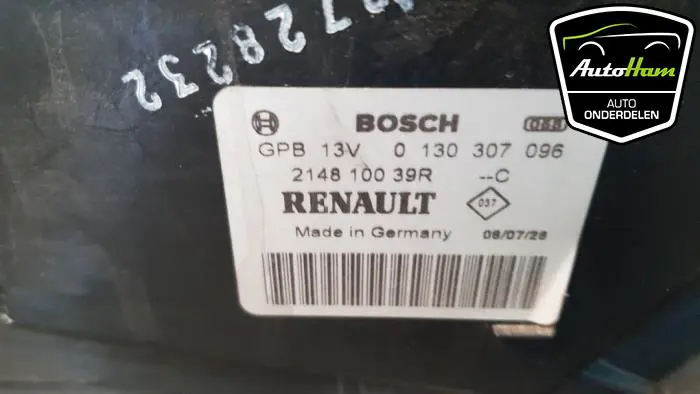 BOSCH
GPB 13V 0 130 307 096
2148 100 39R --C
RENAULT
037
Made in Germany 08/07/28
AutoHam
AUTO
ONDERDELEN
728232